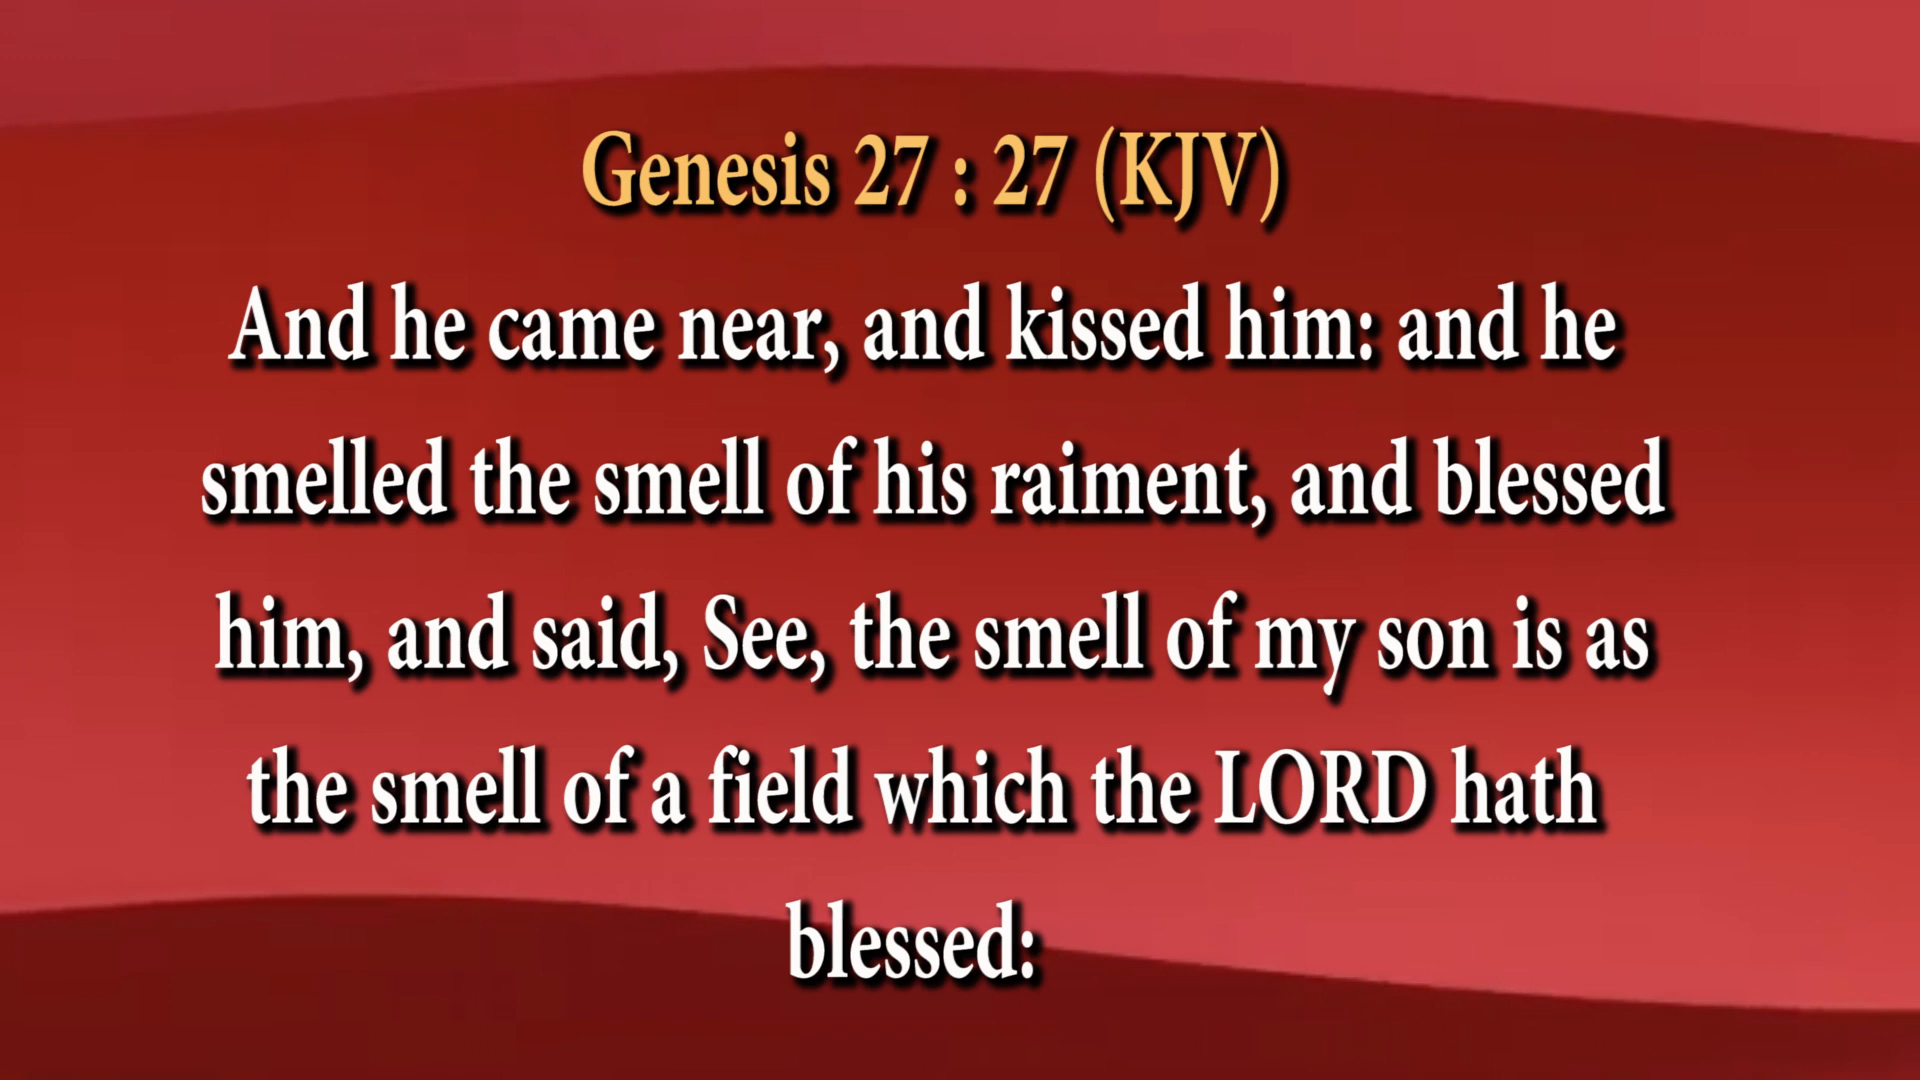 Genesis 27 : 27 (KJV)
And he came near, and kissed him: and he
smelled the smell of his raiment, and blessed
him, and said, See, the smell of my son is as
the smell of a field which the LORD hath
blessed: